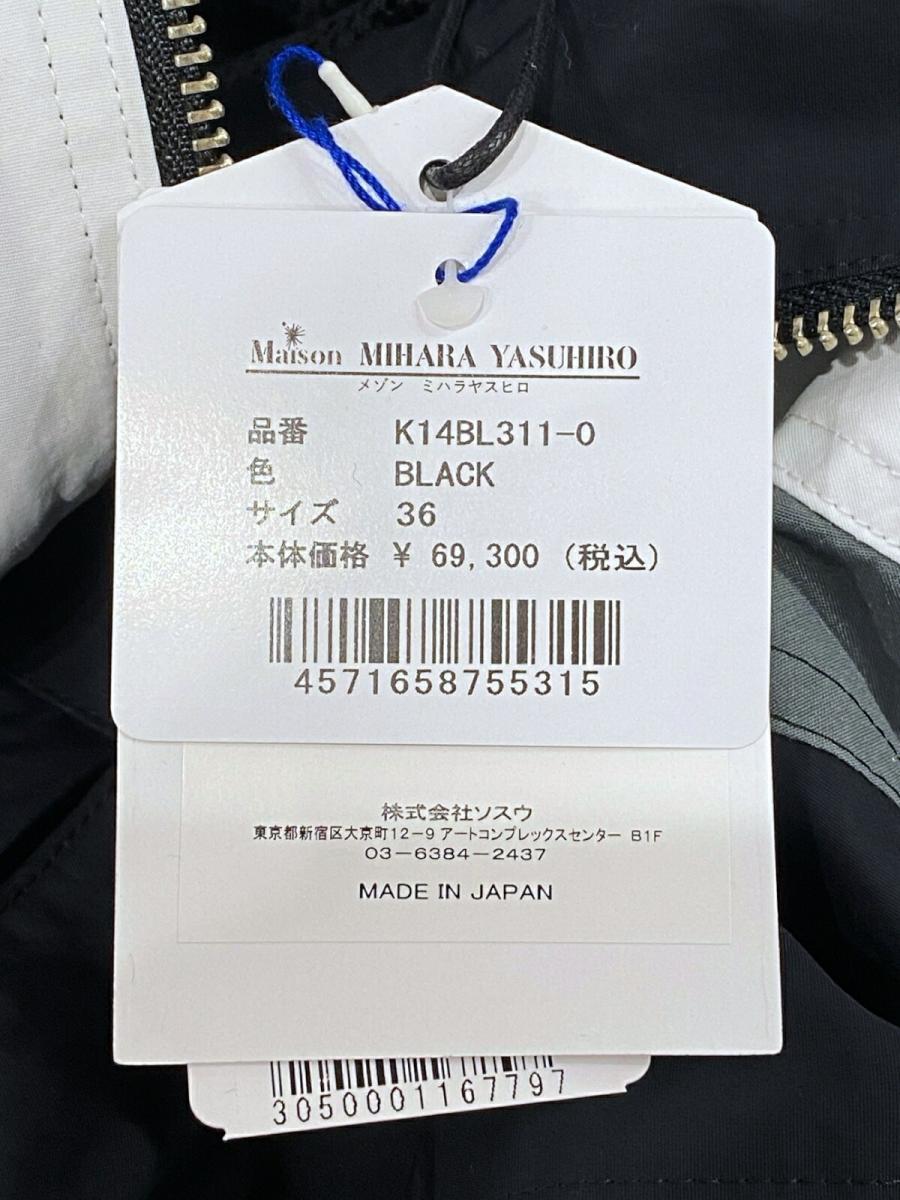 Maison MIHARA YASUHIRO
メゾン ミハラヤスヒロ
品番 K14BL311-0
色 BLACK
サイズ 36
本体価格 ¥ 69,300 (税込)
4571658755315
株式会社ソスウ
東京都新宿区大京町12-9 アートコンプレックスセンター B1F
03-6384-2437
MADE IN JAPAN
3050001167797